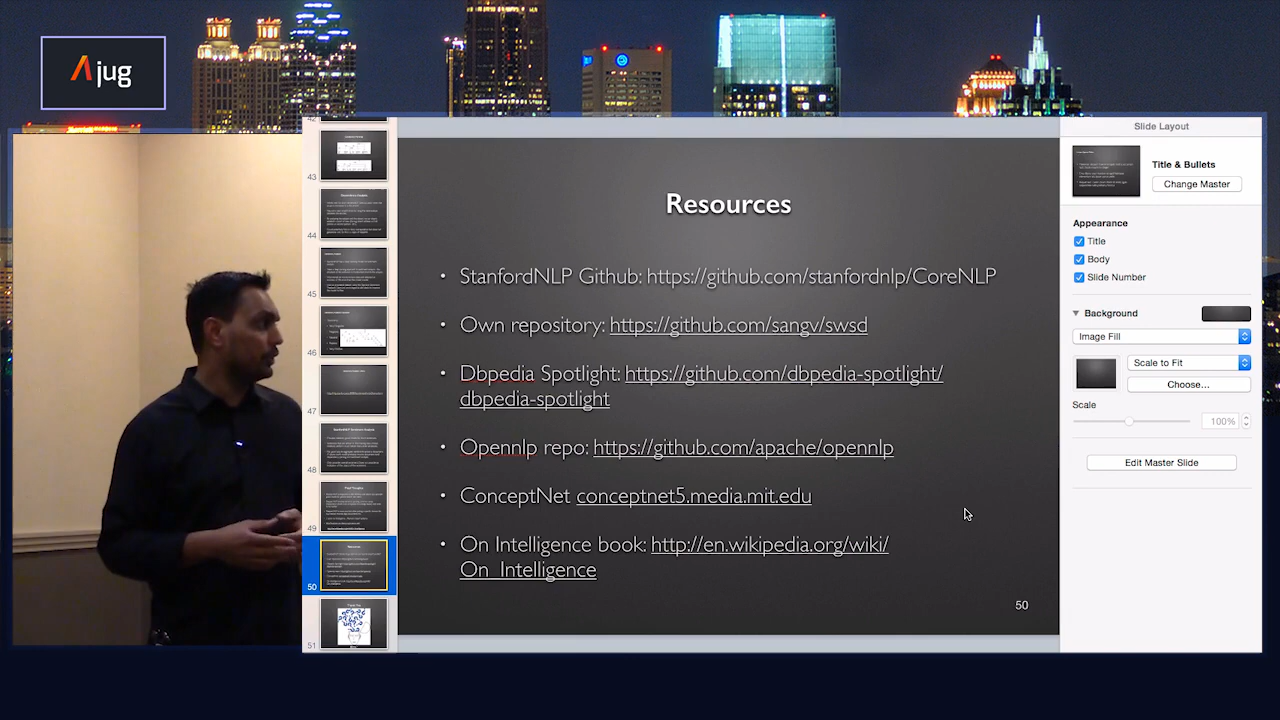 jug
42
43
44
45
46
47
48
49
50
51
Resources
• StanfordNLP Github: https://github.com/stanfordnlp/CoreNLP
• Own repository: https://github.com/sangv/swsd
• Dbpedia Spotlight: https://github.com/dbpedia-spotlight/
dbpedia-spotlight
• Opennlp repo: https://github.com/apache/opennlp
• ConceptNet conceptnet5.media.mit.edu
• On Intelligence book: http://en.wikipedia.org/wiki/
On_Intelligence
50
Slide Layout
Title & Bullets
Change Master
Appearance
Title
Body
Slide Number
Background
Image Fill
Scale to Fit
Choose...
Scale
100%
Edit Master Slide